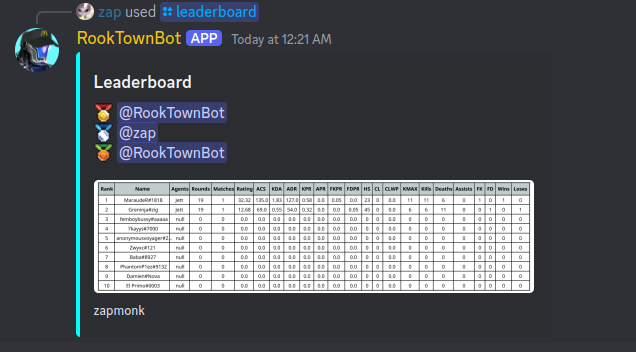 zap used leaderboard
RookTownBot APP Today at 12:21 AM
Leaderboard
@RookTownBot
@zap
@RookTownBot
Rank Name Agents Rounds Matches Rating ACS KDA ADR KPR APR FKPR FDPR HS CL CLWP KMAX Kills Deaths Assists FK FD Wins Loses
1 MaraudeR#1818 Jett 19 1 32.32 135.0 1.83 127.0 0.58 0.0 0.05 0.0 23 0 0.0 11 11 6 0 1 0 1 0
2 Greninja#zig Jett 19 1 12.68 69.0 0.55 54.0 0.32 0.0 0.0 0.05 45 0 0.0 6 6 11 0 0 1 0
3 null 0 0 0.0 0.0 0.0 0.0 0.0 0.0 0.0 0.0 0 0 0.0 0 0 0 0 0 0 0 0
4 7kayys#7000 null 0 0 0.0 0.0 0.0 0.0 0.0 0.0 0.0 0.0 0 0 0.0 0 0 0 0 0 0 0 0
5 null 0 0 0.0 0.0 0.0 0.0 0.0 0.0 0.0 0.0 0 0 0.0 0 0 0 0 0 0 0 0
6 Zwyxc#121 null 0 0 0.0 0.0 0.0 0.0 0.0 0.0 0.0 0.0 0 0 0.0 0 0 0 0 0 0 0 0
7 Baba#8927 null 0 0 0.0 0.0 0.0 0.0 0.0 0.0 0.0 0.0 0 0 0.0 0 0 0 0 0 0 0 0
8 null 0 0 0.0 0.0 0.0 0.0 0.0 0.0 0.0 0.0 0 0 0.0 0 0 0 0 0 0 0 0
9 Damien#Nova null 0 0 0.0 0.0 0.0 0.0 0.0 0.0 0.0 0.0 0 0 0.0 0 0 0 0 0 0 0 0
10 El Primo#0003 null 0 0 0.0 0.0 0.0 0.0 0.0 0.0 0.0 0.0 0 0 0.0 0 0 0 0 0 0 0 0
zapmonk